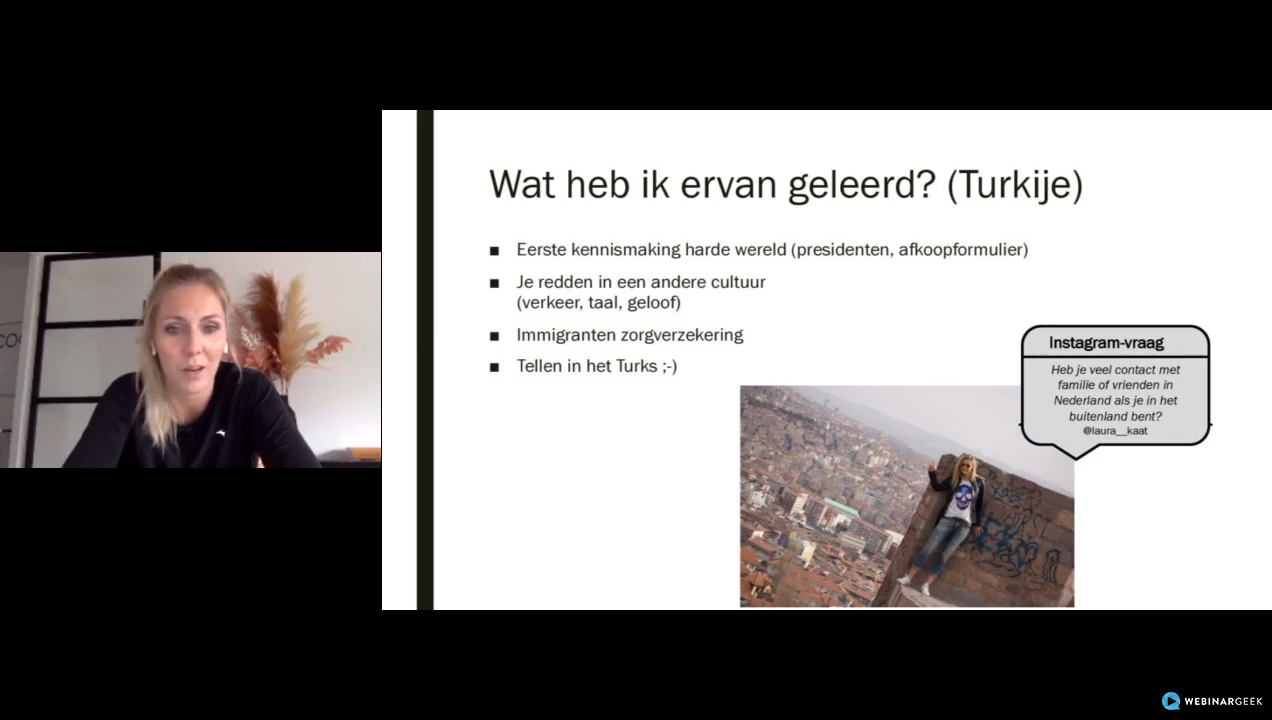 Wat heb ik ervan geleerd? (Turkije)
■ Eerste kennismaking harde wereld (presidenten, afkoopformulier)
■ Je redden in een andere cultuur
(verkeer, taal, geloof)
■ Immigranten zorgverzekering
■ Tellen in het Turks ;-)
Instagram-vraag
Heb je veel contact met
familie of vrienden in
Nederland als je in het
buitenland bent?
@laura__kaat
WEBINARGEEK